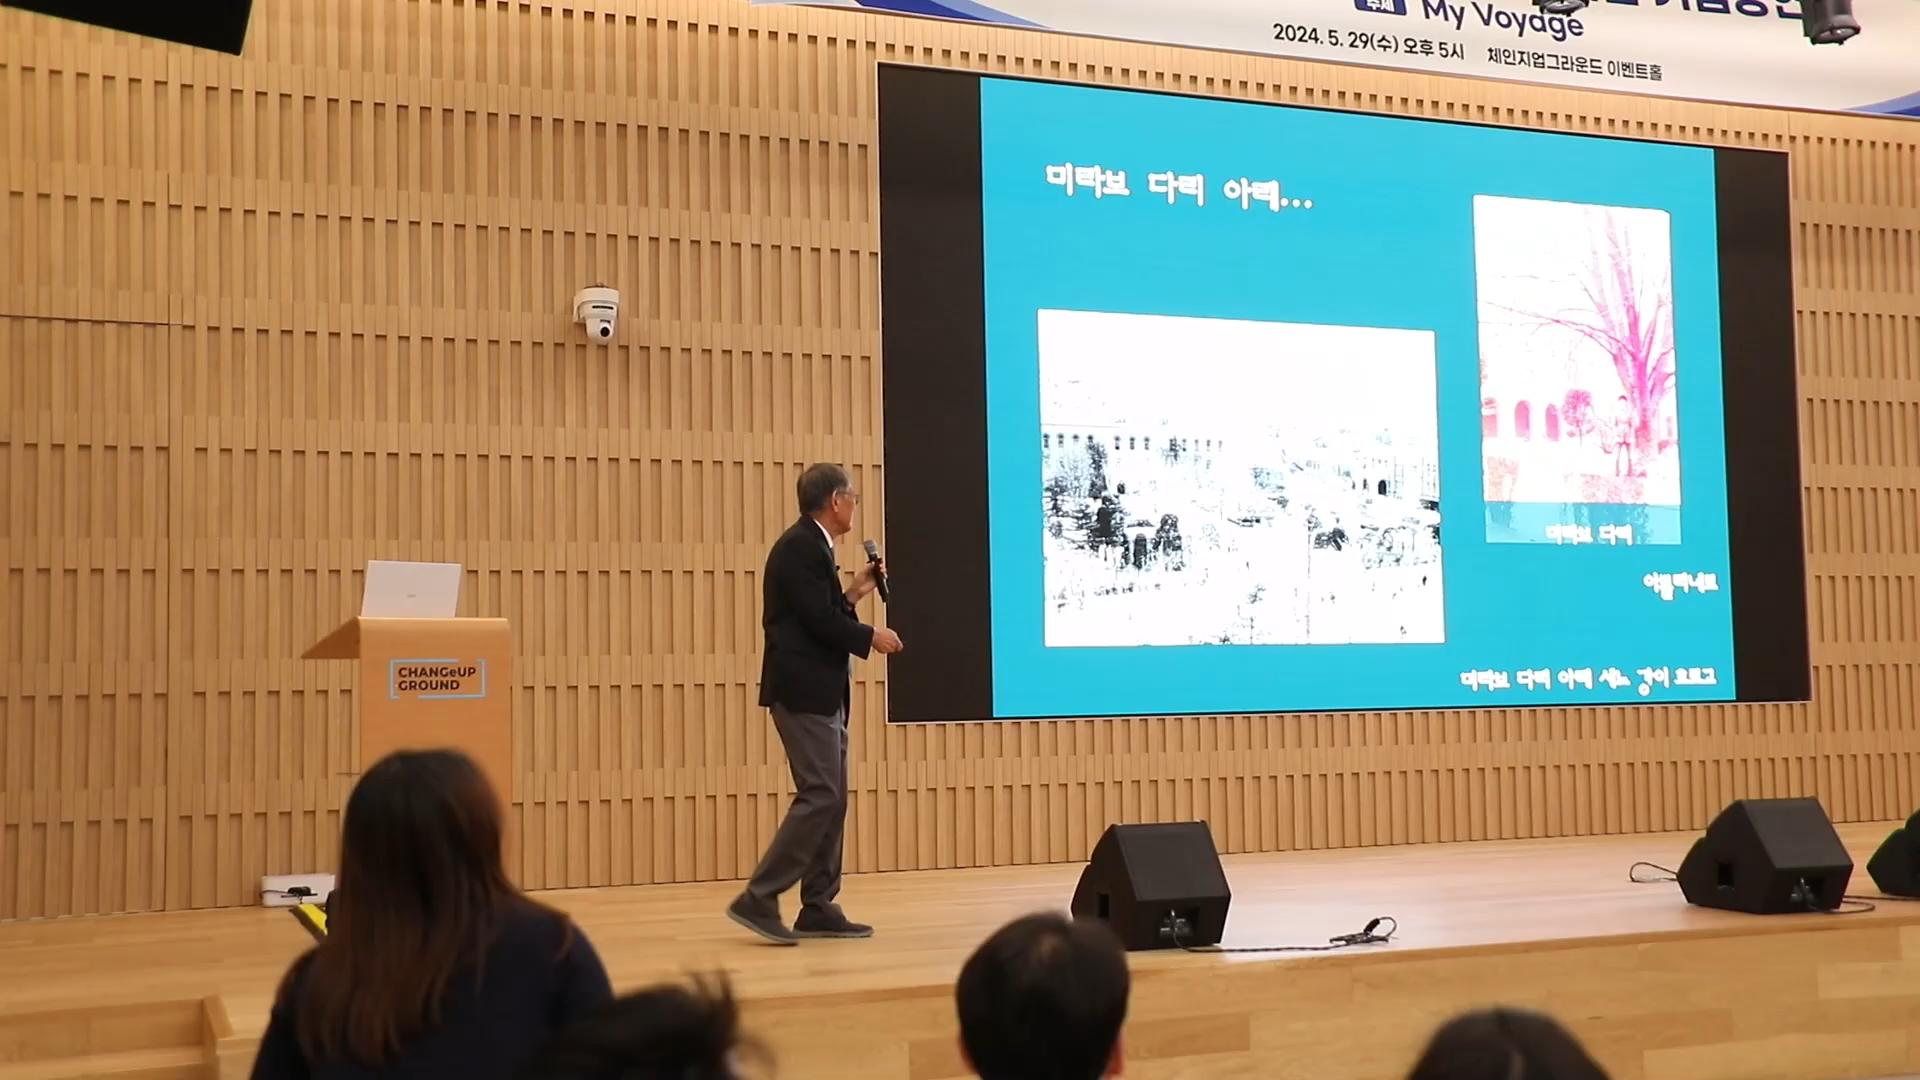 주제 My Voyage
2024. 5. 29(수) 오후 5시 체인지업그라운드 이벤트홀
미라보 다리 아래...
미라보 다리
아폴리네르
미라보 다리 아래 세느 강이 흐르고
CHANGeUP
GROUND